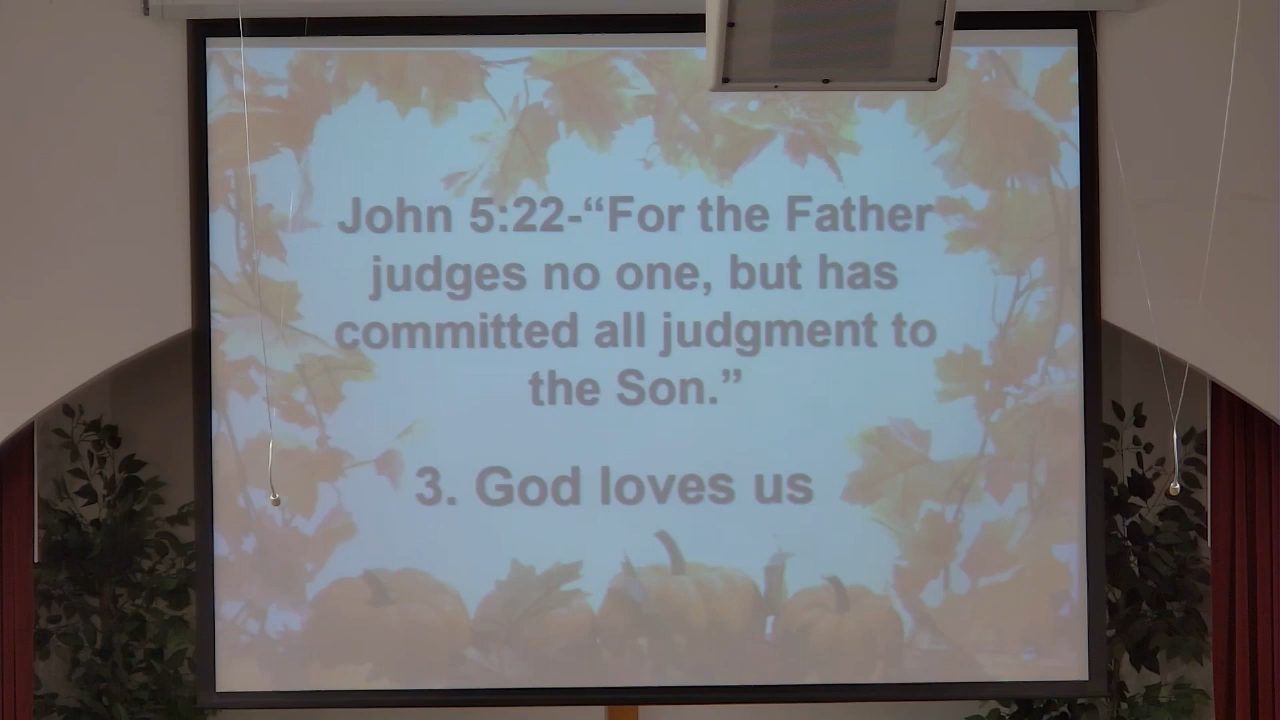 John 5:22-“For the Father
judges no one, but has
committed all judgment to
the Son.”
3. God loves us